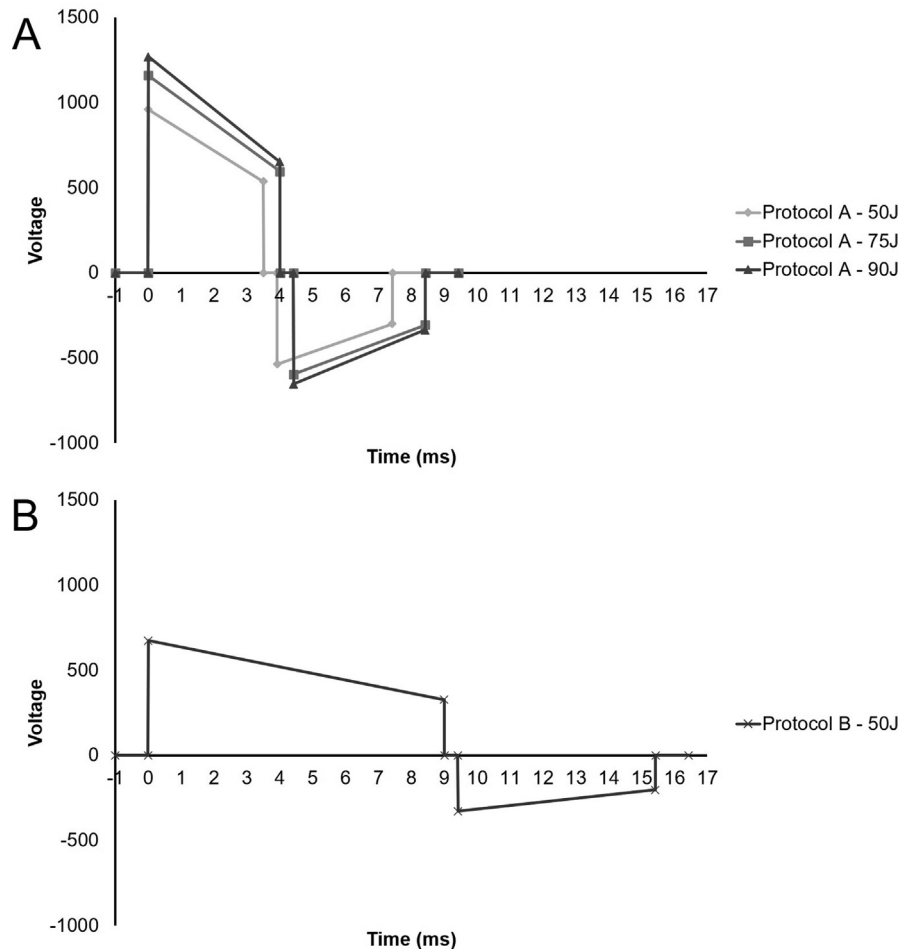 A
1500
1000
500
0
-500
-1000
Voltage
-1 0 1 2 3 4 5 6 7 8 9 10 11 12 13 14 15 16 17
Time (ms)
Protocol A - 50J
Protocol A - 75J
Protocol A - 90J
B
1500
1000
500
0
-500
-1000
Voltage
-1 0 1 2 3 4 5 6 7 8 9 10 11 12 13 14 15 16 17
Time (ms)
Protocol B - 50J